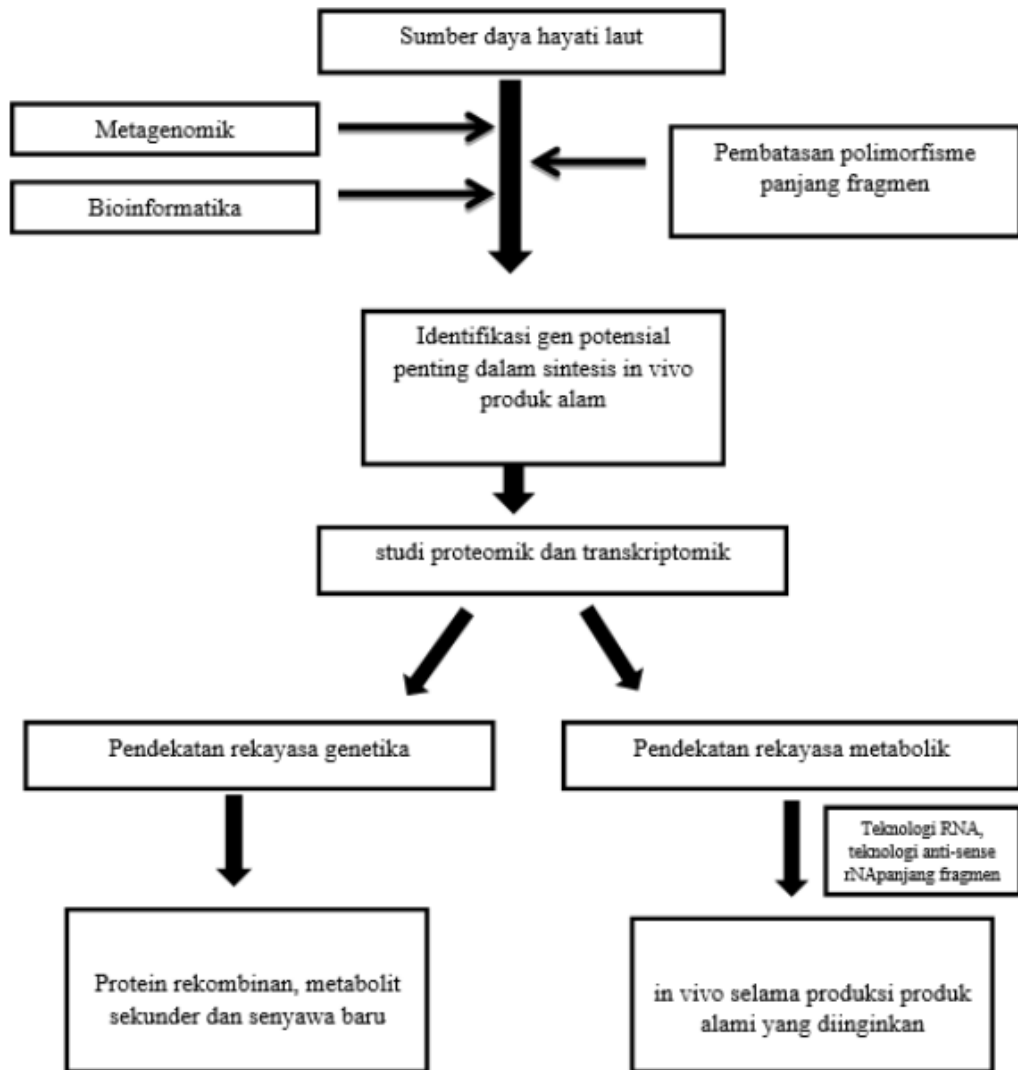 Sumber daya hayati laut
Metagenomik
Bioinformatika
Pembatasan polimorfisme
panjang fragmen
Identifikasi gen potensial
penting dalam sintesis in vivo
produk alam
studi proteomik dan transkriptomik
Pendekatan rekayasa genetika
Pendekatan rekayasa metabolik
Teknologi RNA,
teknologi anti-sense
rNApanjang fragmen
Protein rekombinan, metabolit
sekunder dan senyawa baru
in vivo selama produksi produk
alami yang diinginkan